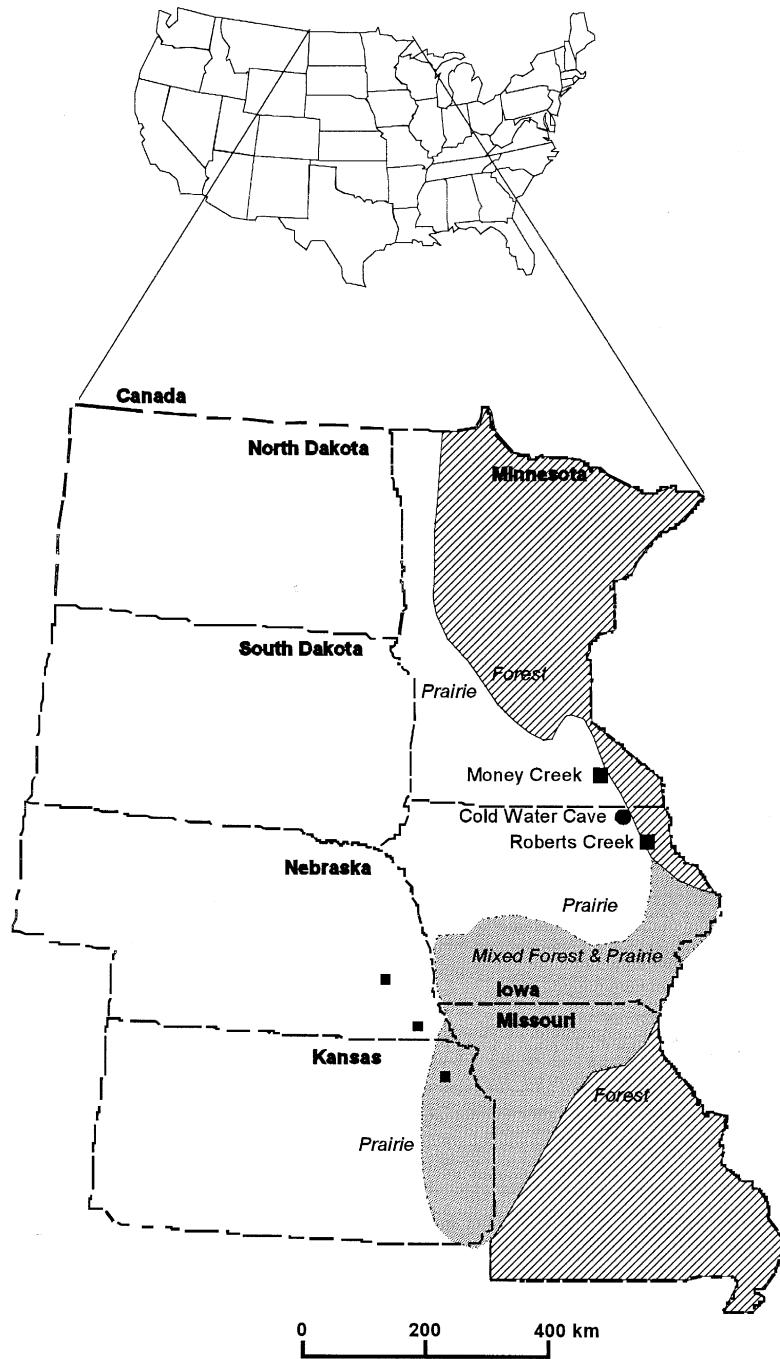 Canada
North Dakota
Minnesota
South Dakota
Forest
Prairie
Money Creek
Cold Water Cave
Roberts Creek
Nebraska
Prairie
Mixed Forest & Prairie
Iowa
Missouri
Kansas
Forest
Prairie
0 200 400 km